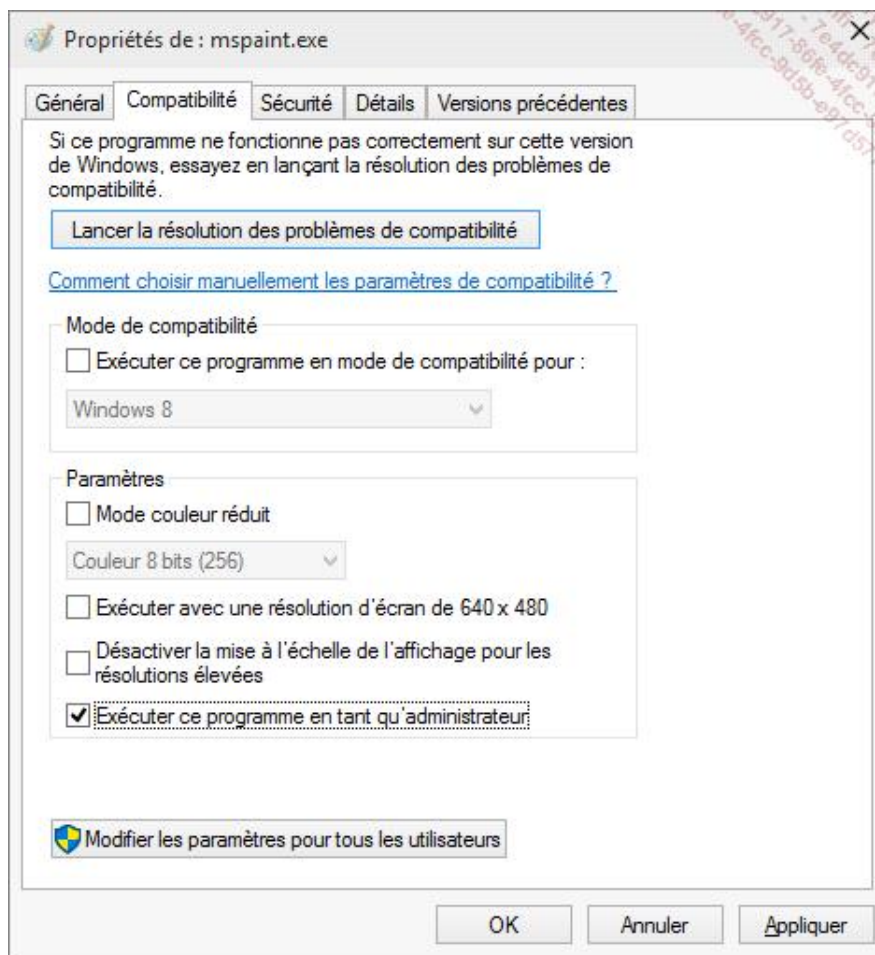 Propriétés de : mspaint.exe
Général Compatibilité Sécurité Détails Versions précédentes
Si ce programme ne fonctionne pas correctement sur cette version
de Windows, essayez en lançant la résolution des problèmes de
compatibilité.
Lancer la résolution des problèmes de compatibilité
Comment choisir manuellement les paramètres de compatibilité ?
Mode de compatibilité
Exécuter ce programme en mode de compatibilité pour :
Windows 8
Paramètres
Mode couleur réduit
Couleur 8 bits (256)
Exécuter avec une résolution d'écran de 640 x 480
Désactiver la mise à l'échelle de l'affichage pour les
résolutions élevées
Exécuter ce programme en tant qu'administrateur
Modifier les paramètres pour tous les utilisateurs
OK Annuler Appliquer